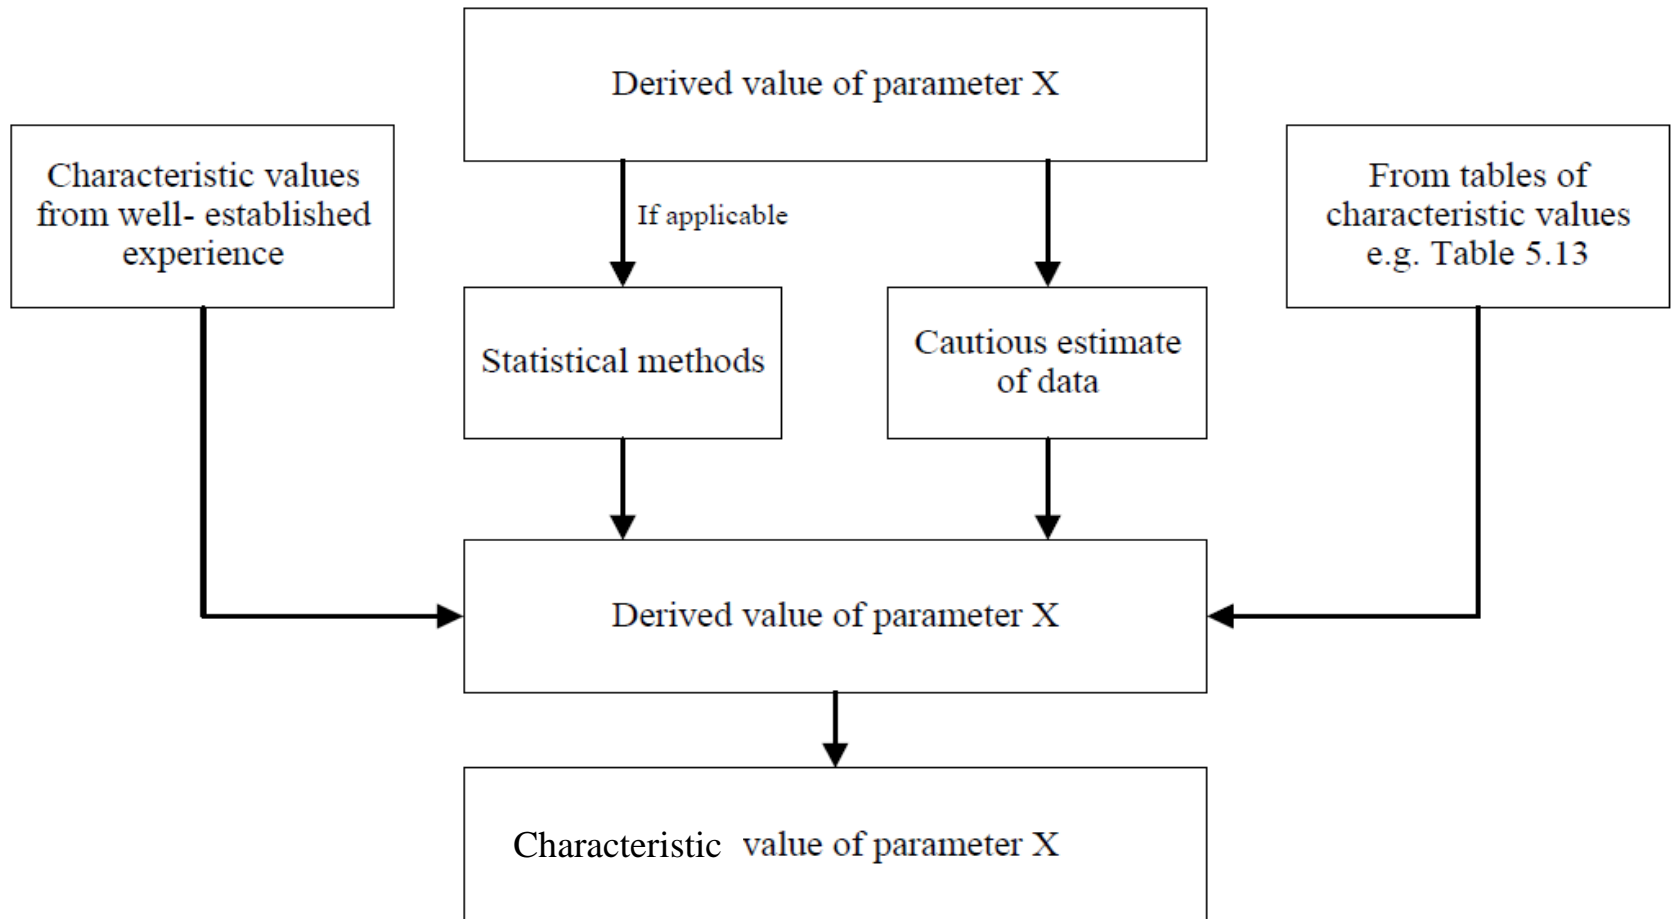 Derived value of parameter X
Characteristic values
from well- established
experience
If applicable
From tables of
characteristic values
e.g. Table 5.13
Statistical methods
Cautious estimate
of data
Derived value of parameter X
Characteristic value of parameter X